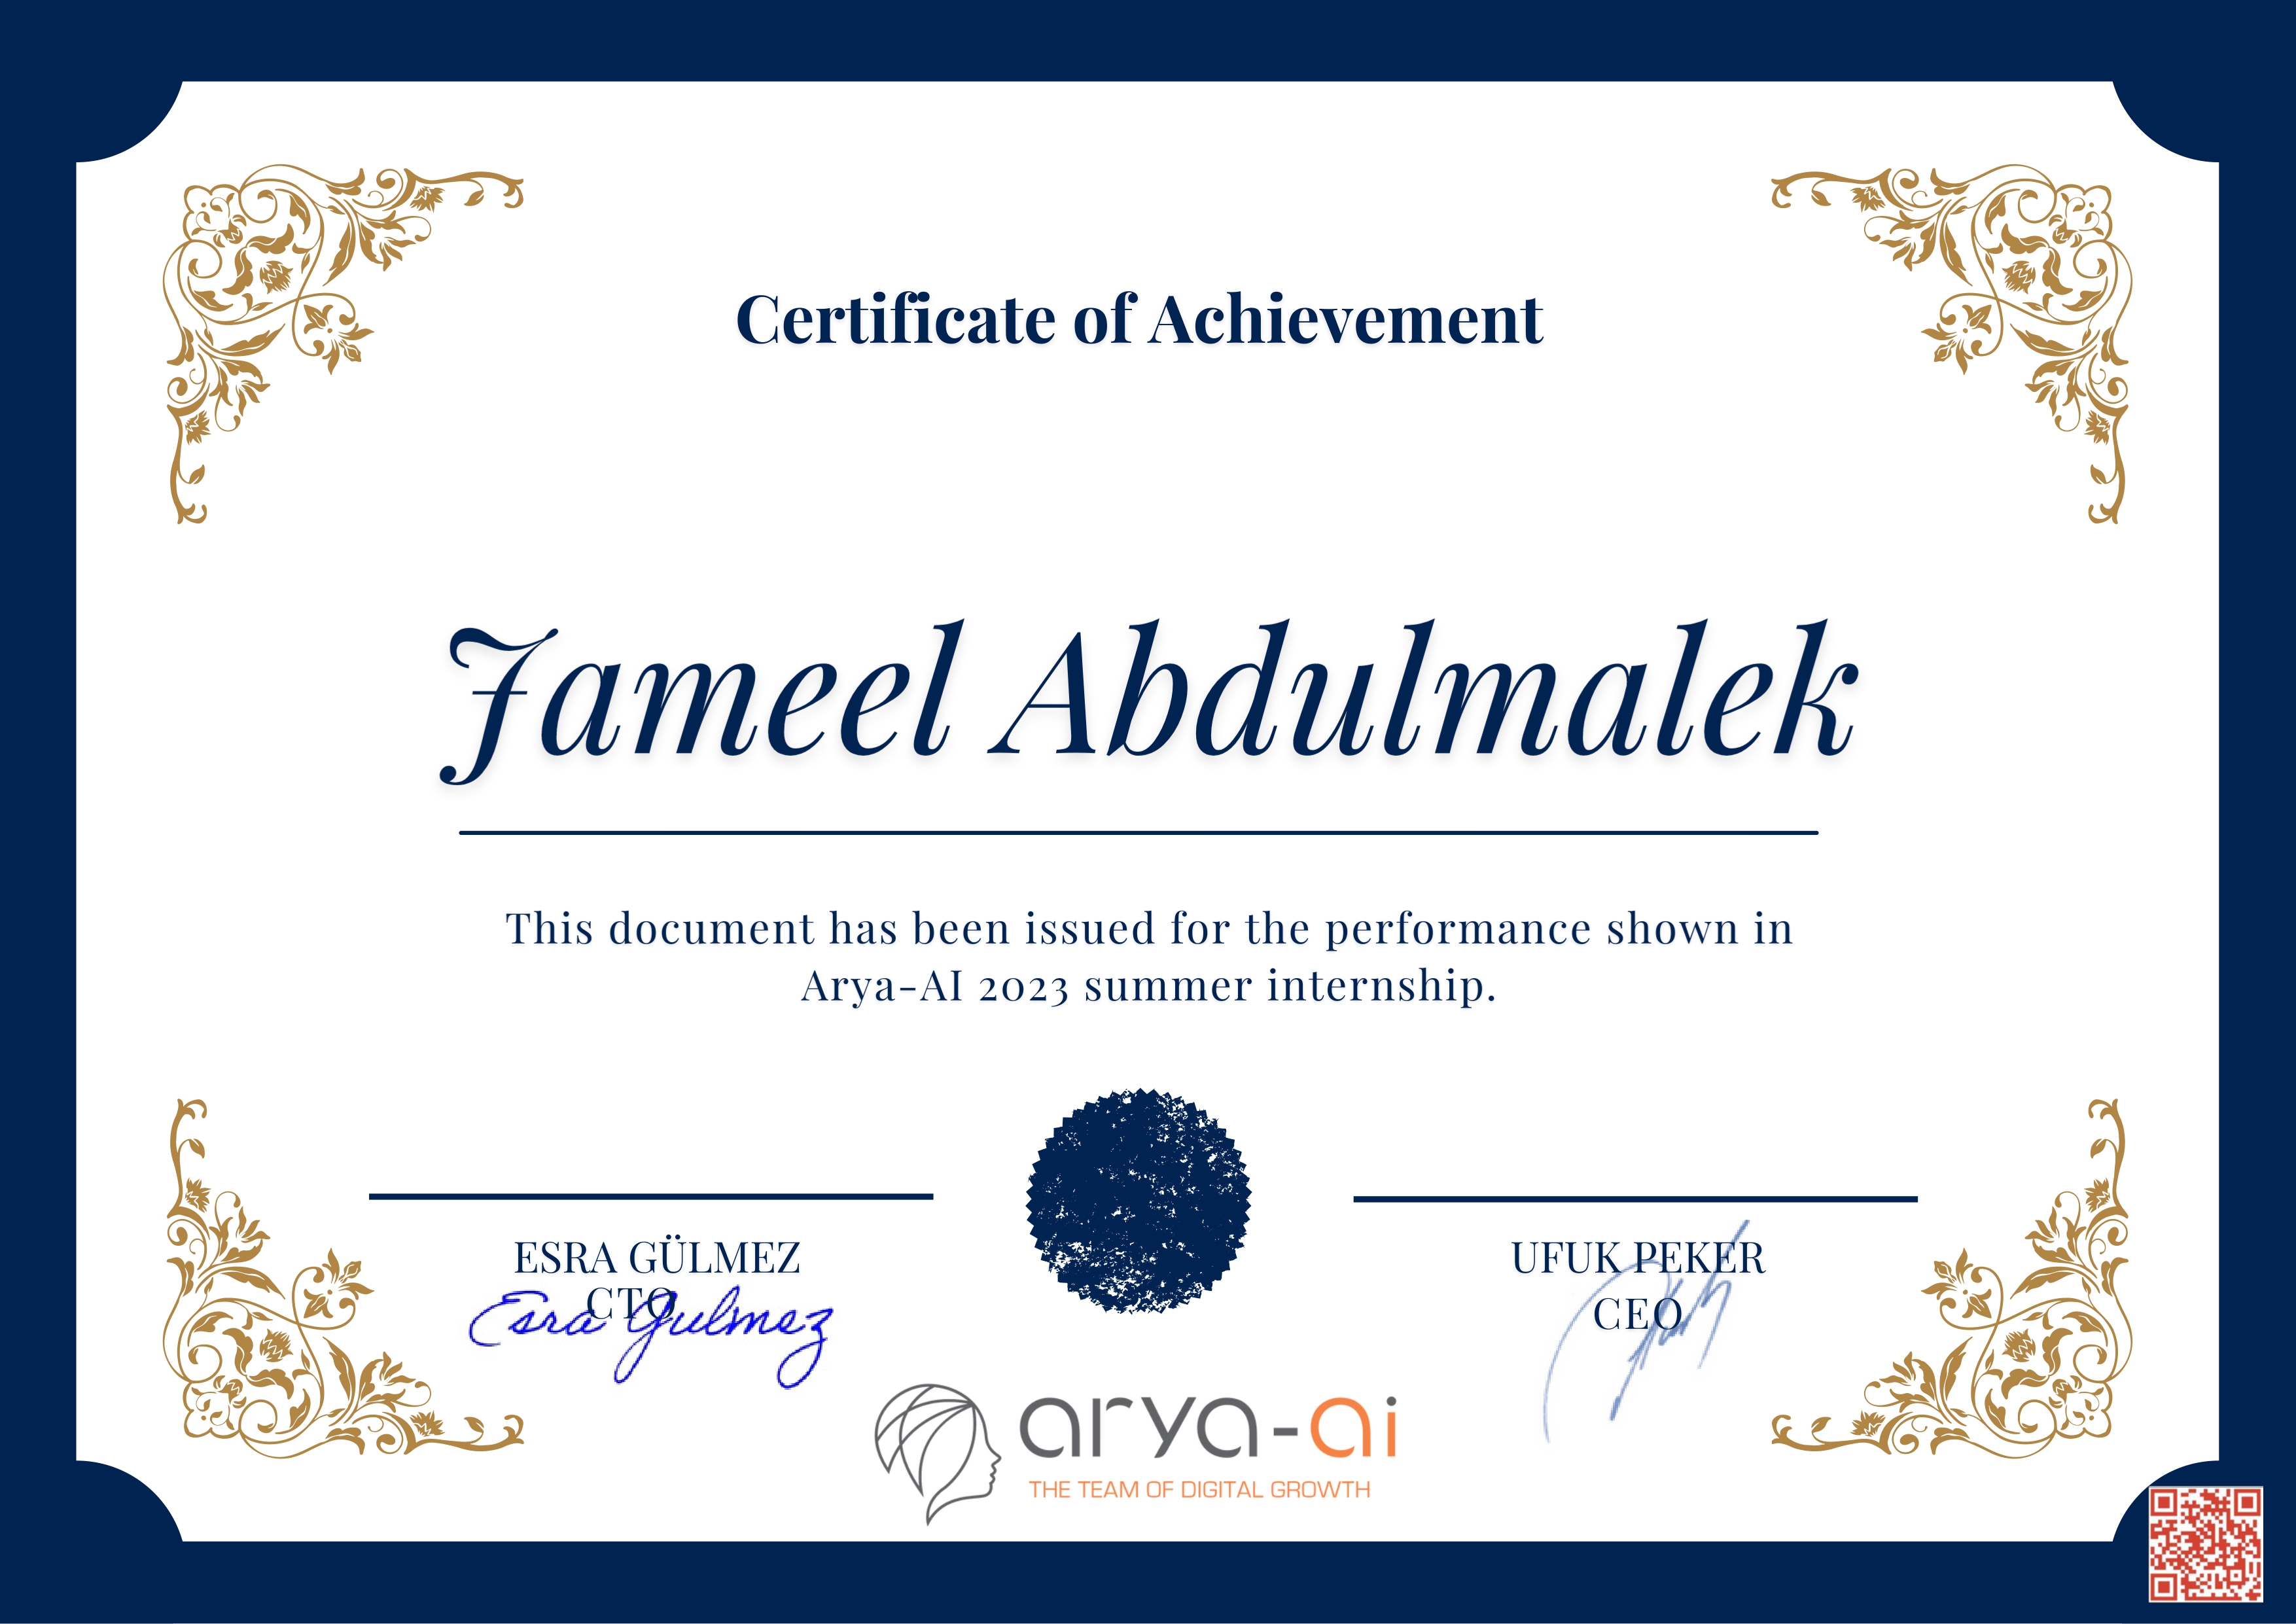 Certificate of Achievement
Jameel Abdulmalek
This document has been issued for the performance shown in
Arya-AI 2023 summer internship.
ESRA GÜLMEZ
CTO
Esra Gulmez
UFUK PEKER
CEO
arya-ai
THE TEAM OF DIGITAL GROWTH